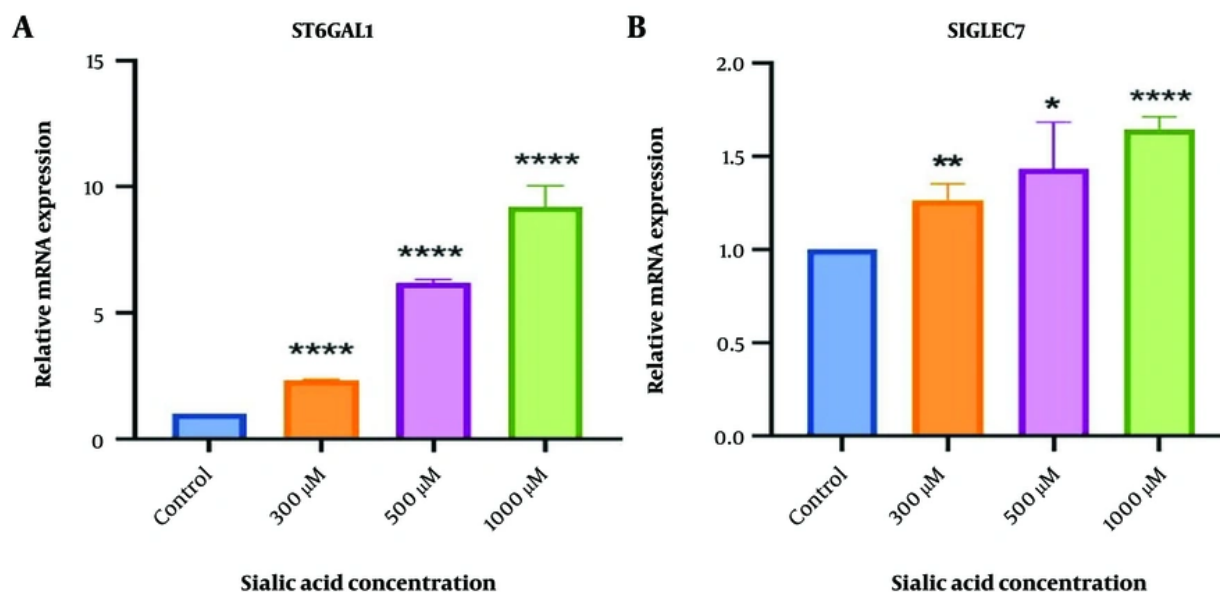 A
ST6GAL1
Relative mRNA expression
15
10
5
0
****
****
****
Control
300 µM
500 µM
1000 µM
Sialic acid concentration
B
SIGLEC7
Relative mRNA expression
2.0
1.5
1.0
0.5
0.0
**
*
****
Control
300 µM
500 µM
1000 µM
Sialic acid concentration